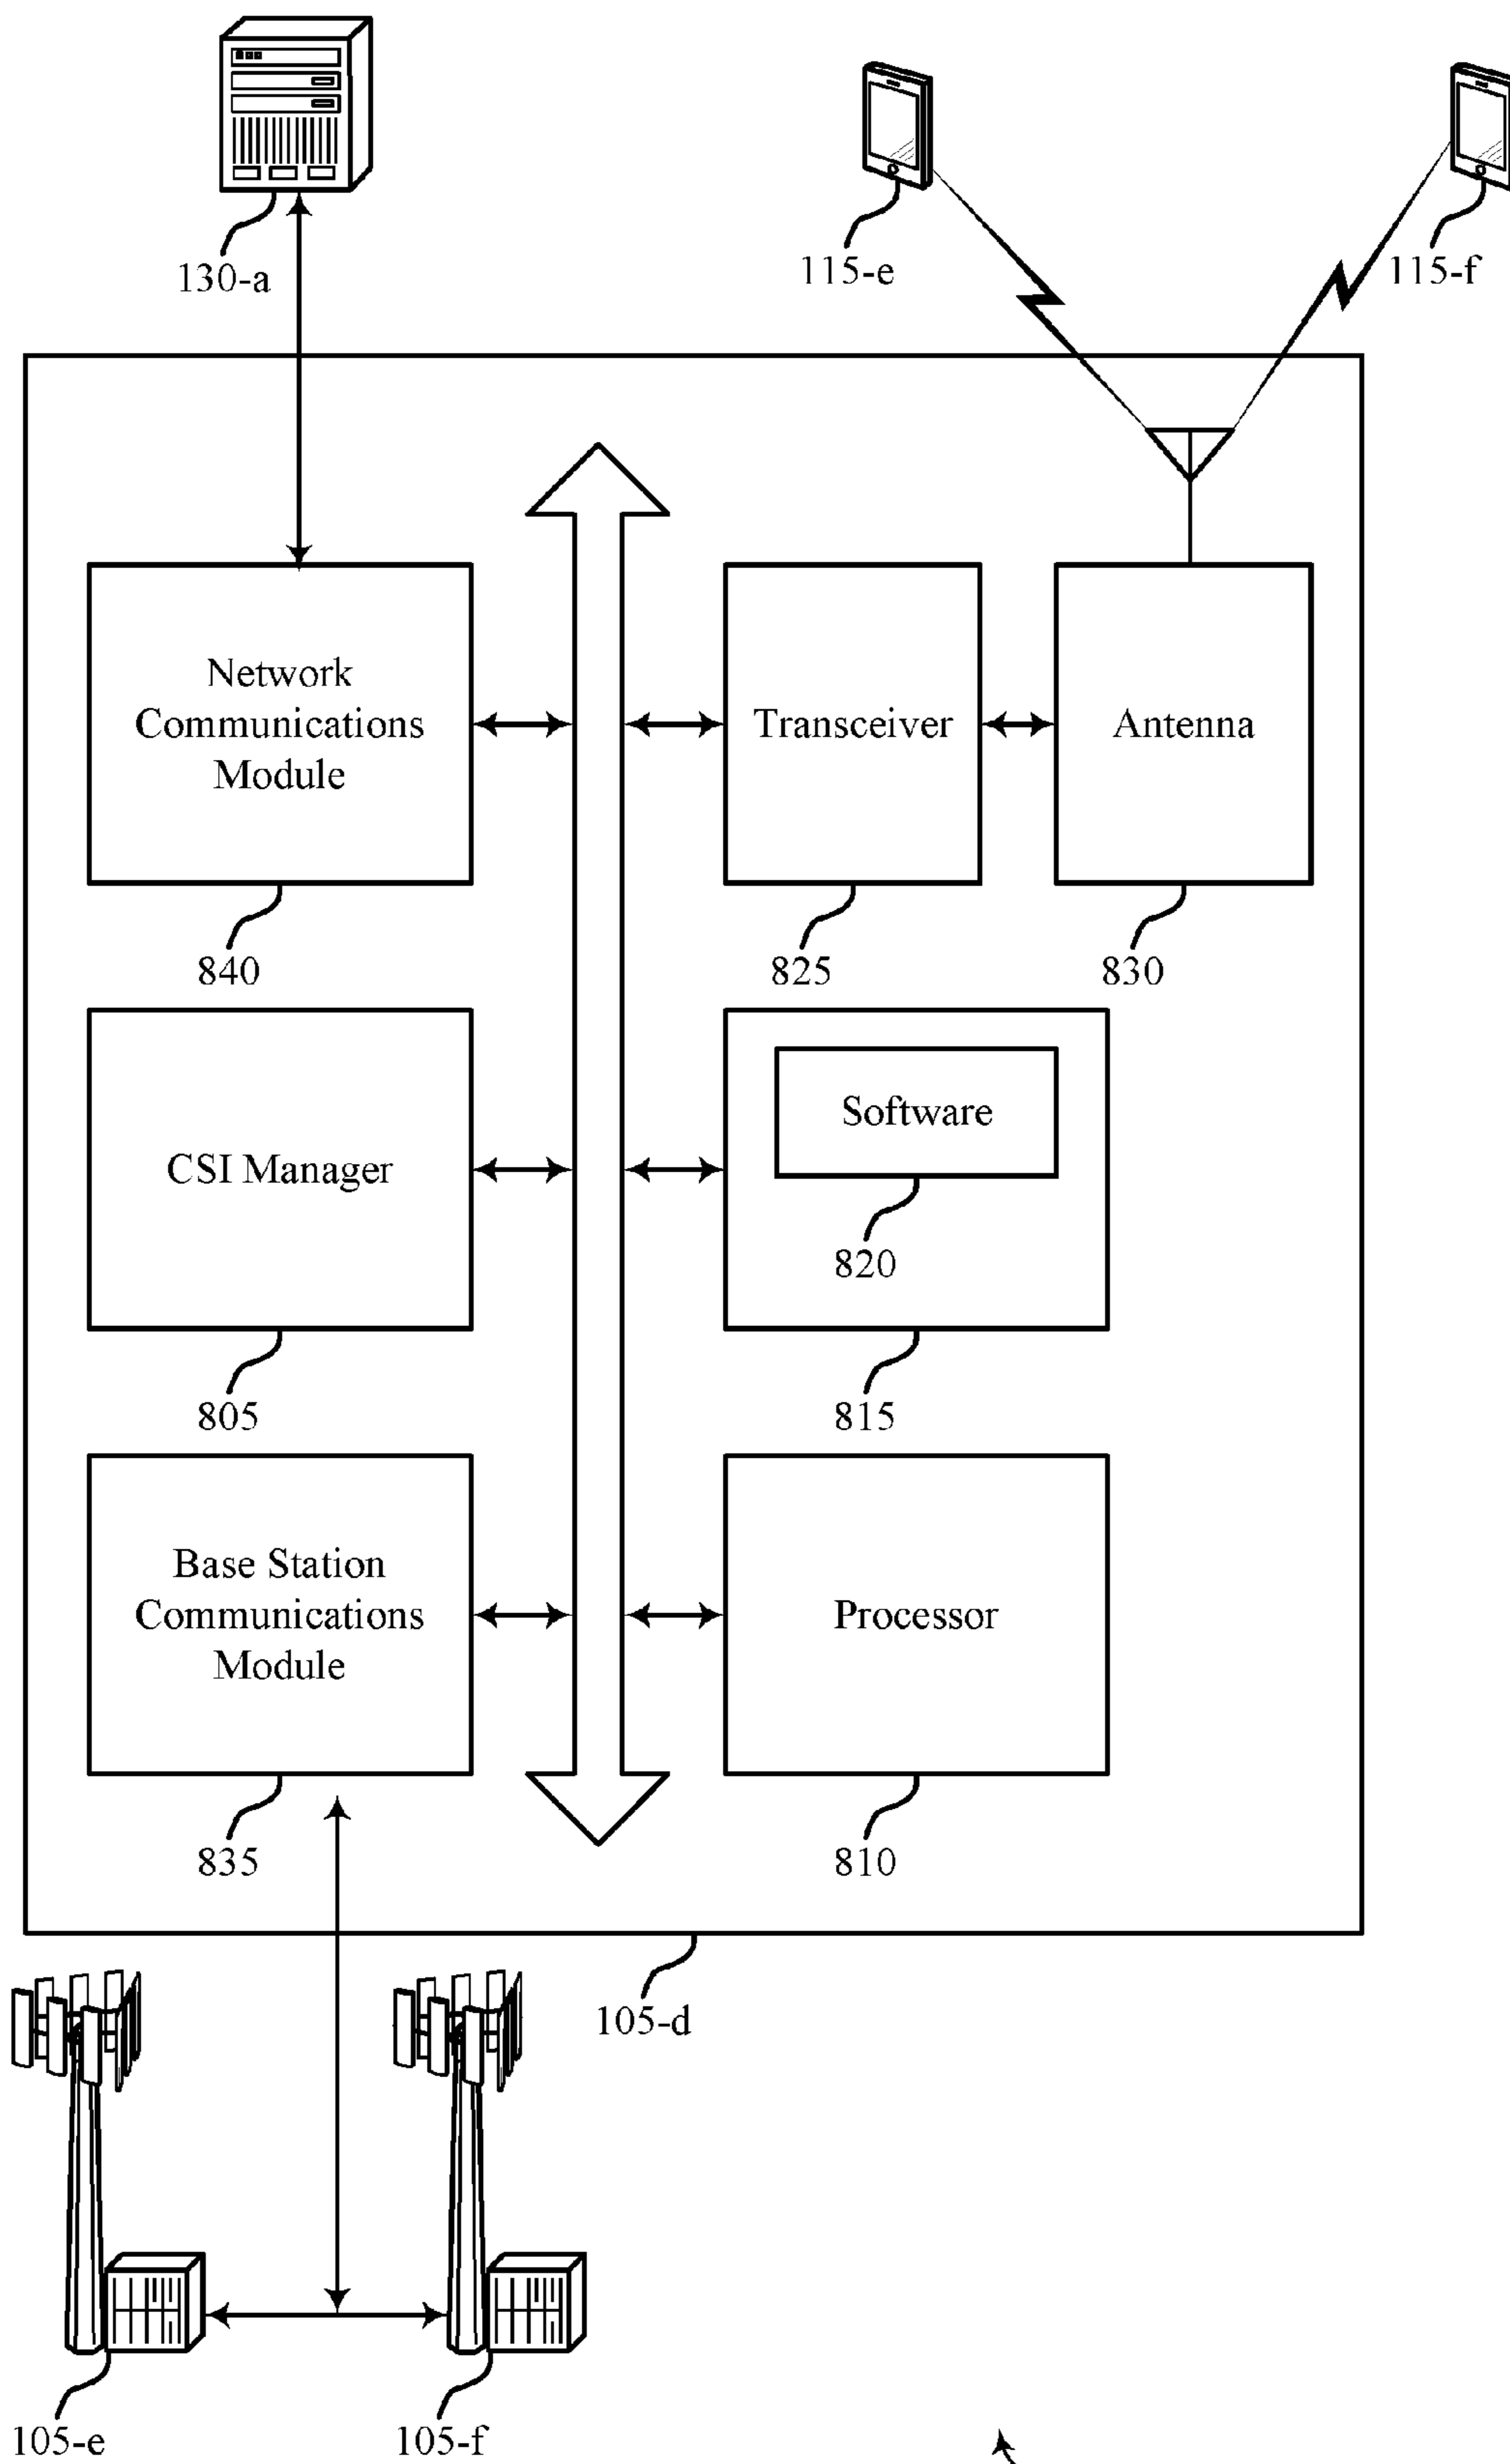 130-a
115-e
115-f
Network
Communications
Module
Transceiver
Antenna
840
825
830
CSI Manager
Software
820
805
815
Base Station
Communications
Module
Processor
835
810
105-d
105-e
105-f